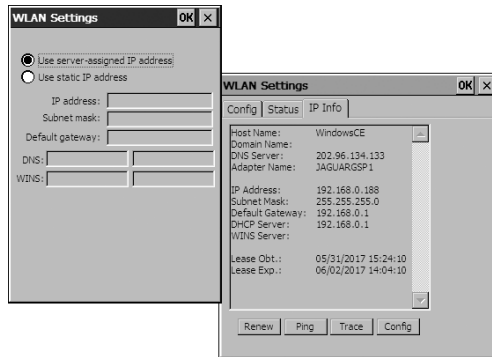 WLAN Settings OK ×
Use server-assigned IP address
Use static IP address
IP address:
Subnet mask:
Default gateway:
DNS:
WINS:
WLAN Settings OK ×
Config Status IP Info
Host Name: WindowsCE
Domain Name:
DNS Server: 202.96.134.133
Adapter Name: JAGUARGSP1
IP Address: 192.168.0.188
Subnet Mask: 255.255.255.0
Default Gateway: 192.168.0.1
DHCP Server: 192.168.0.1
WINS Server:
Lease Obt.: 05/31/2017 15:24:10
Lease Exp.: 06/02/2017 14:04:10
Renew Ping Trace Config